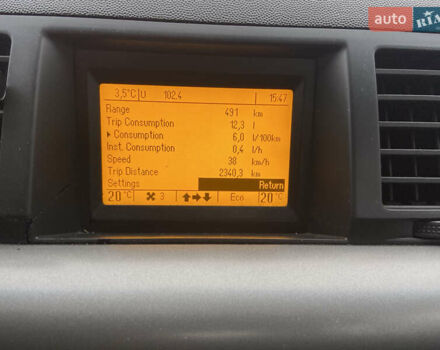 auto RIA
3,5°C U 102.4 15:47
Range 491 km
Trip Consumption 12,3 l
Consumption 6,0 l/100km
Inst. Consumption 0,4 l/h
Speed 38 km/h
Trip Distance 2340,3 km
Settings Return
20°C 3 Eco 20°C